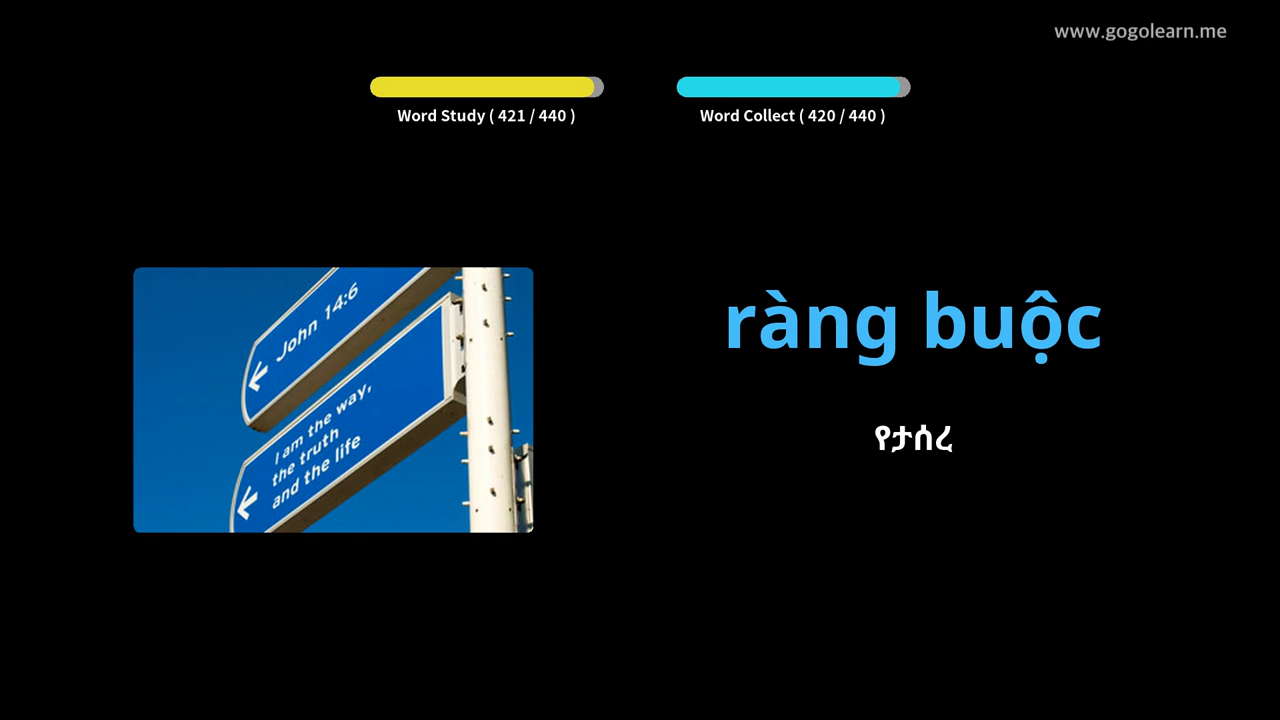 www.gogolearn.me
Word Study ( 421 / 440 )
Word Collect ( 420 / 440 )
John 14:6
I am the way,
the truth
and the life
ràng buộc
የታሰረ